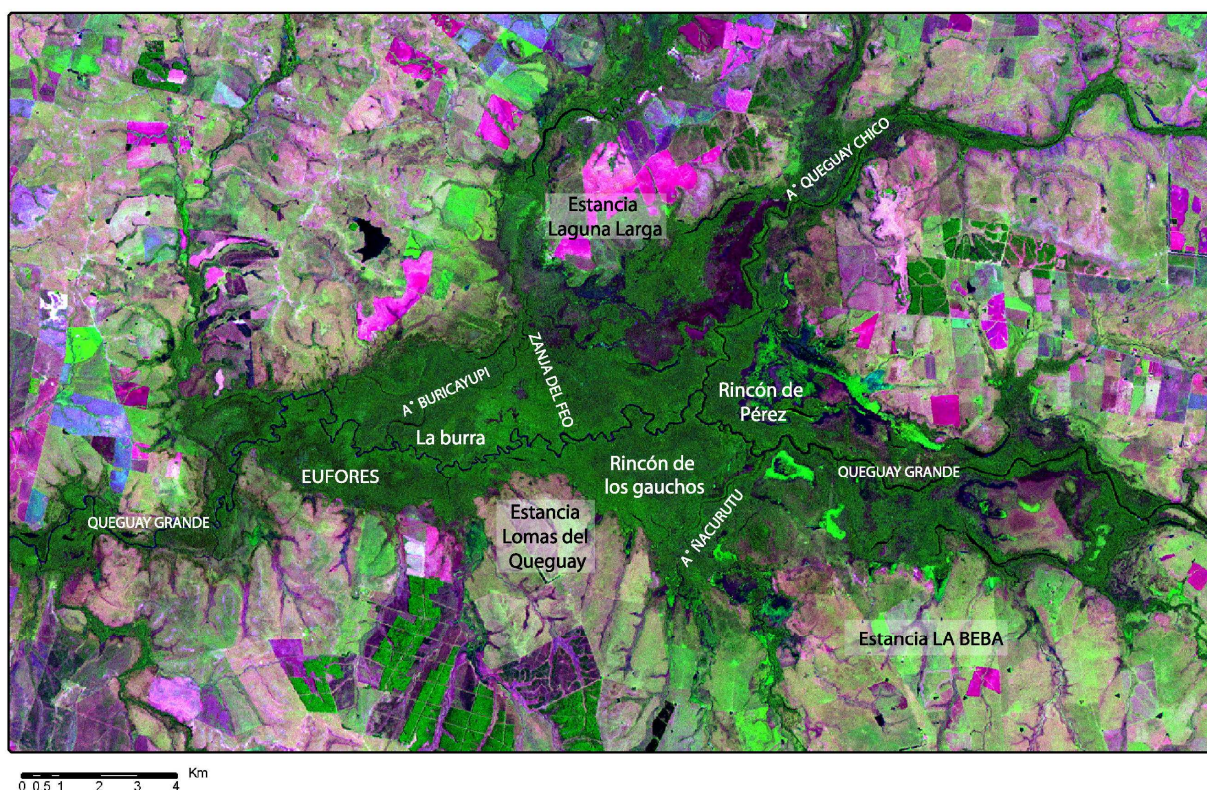 A° QUEGUAY CHICO
Estancia
Laguna Larga
ZANJA DEL FEO
A° BURICAYUPI
Rincón de
Pérez
La burra
EUFORES
Rincón de
los gauchos
QUEGUAY GRANDE
QUEGUAY GRANDE
Estancia
Lomas del
Queguay
A° ÑACURUTU
Estancia LA BEBA
Km
0 0,5 1 2 3 4